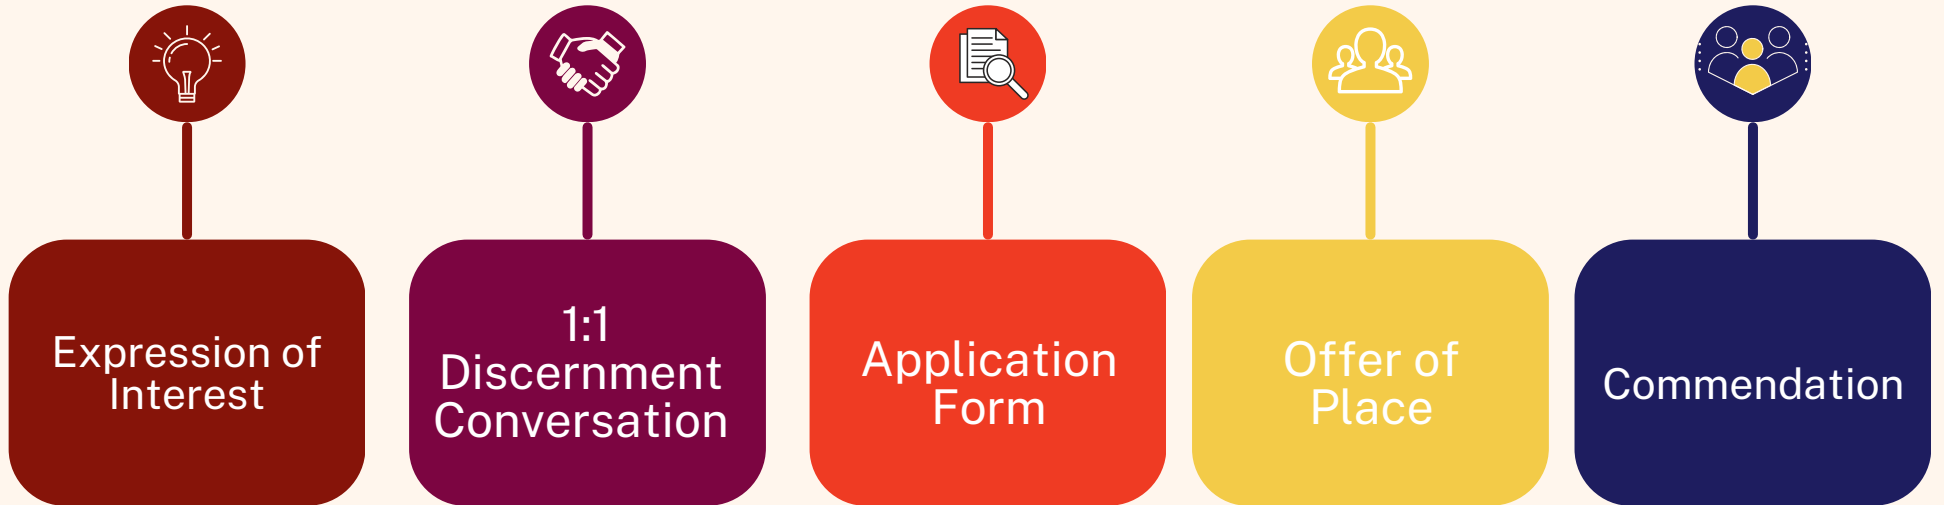 Expression of
Interest
1:1
Discernment
Conversation
Application
Form
Offer of
Place
Commendation